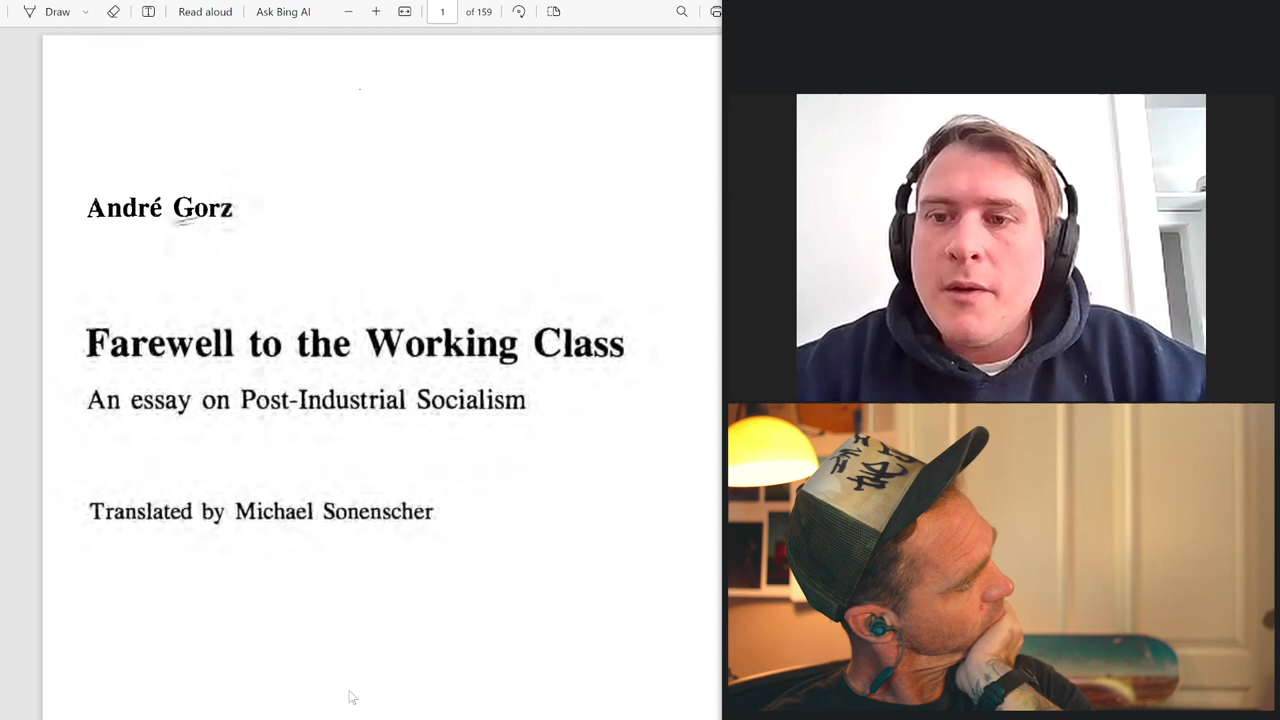 Draw
Read aloud
Ask Bing AI
1
of 159
André Gorz
Farewell to the Working Class
An essay on Post-Industrial Socialism
Translated by Michael Sonenscher